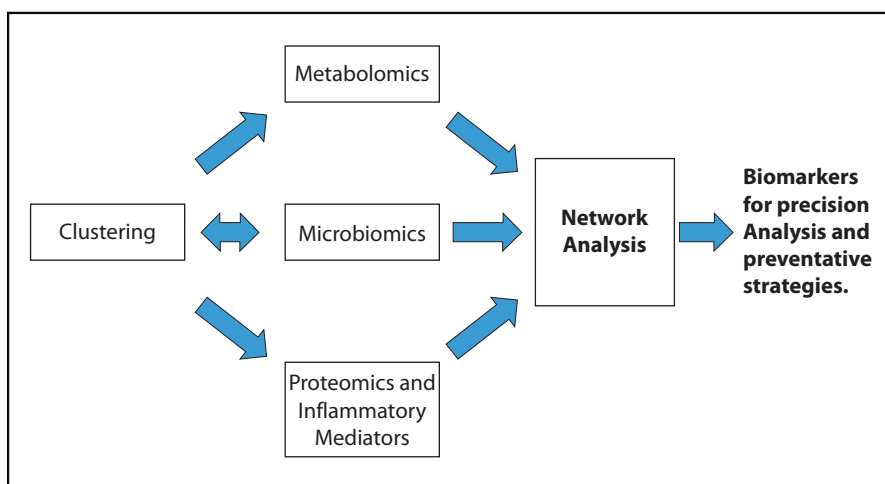 Metabolomics
Clustering
Microbiomics
Proteomics and
Inflammatory
Mediators
Network
Analysis
Biomarkers
for precision
Analysis and
preventative
strategies.